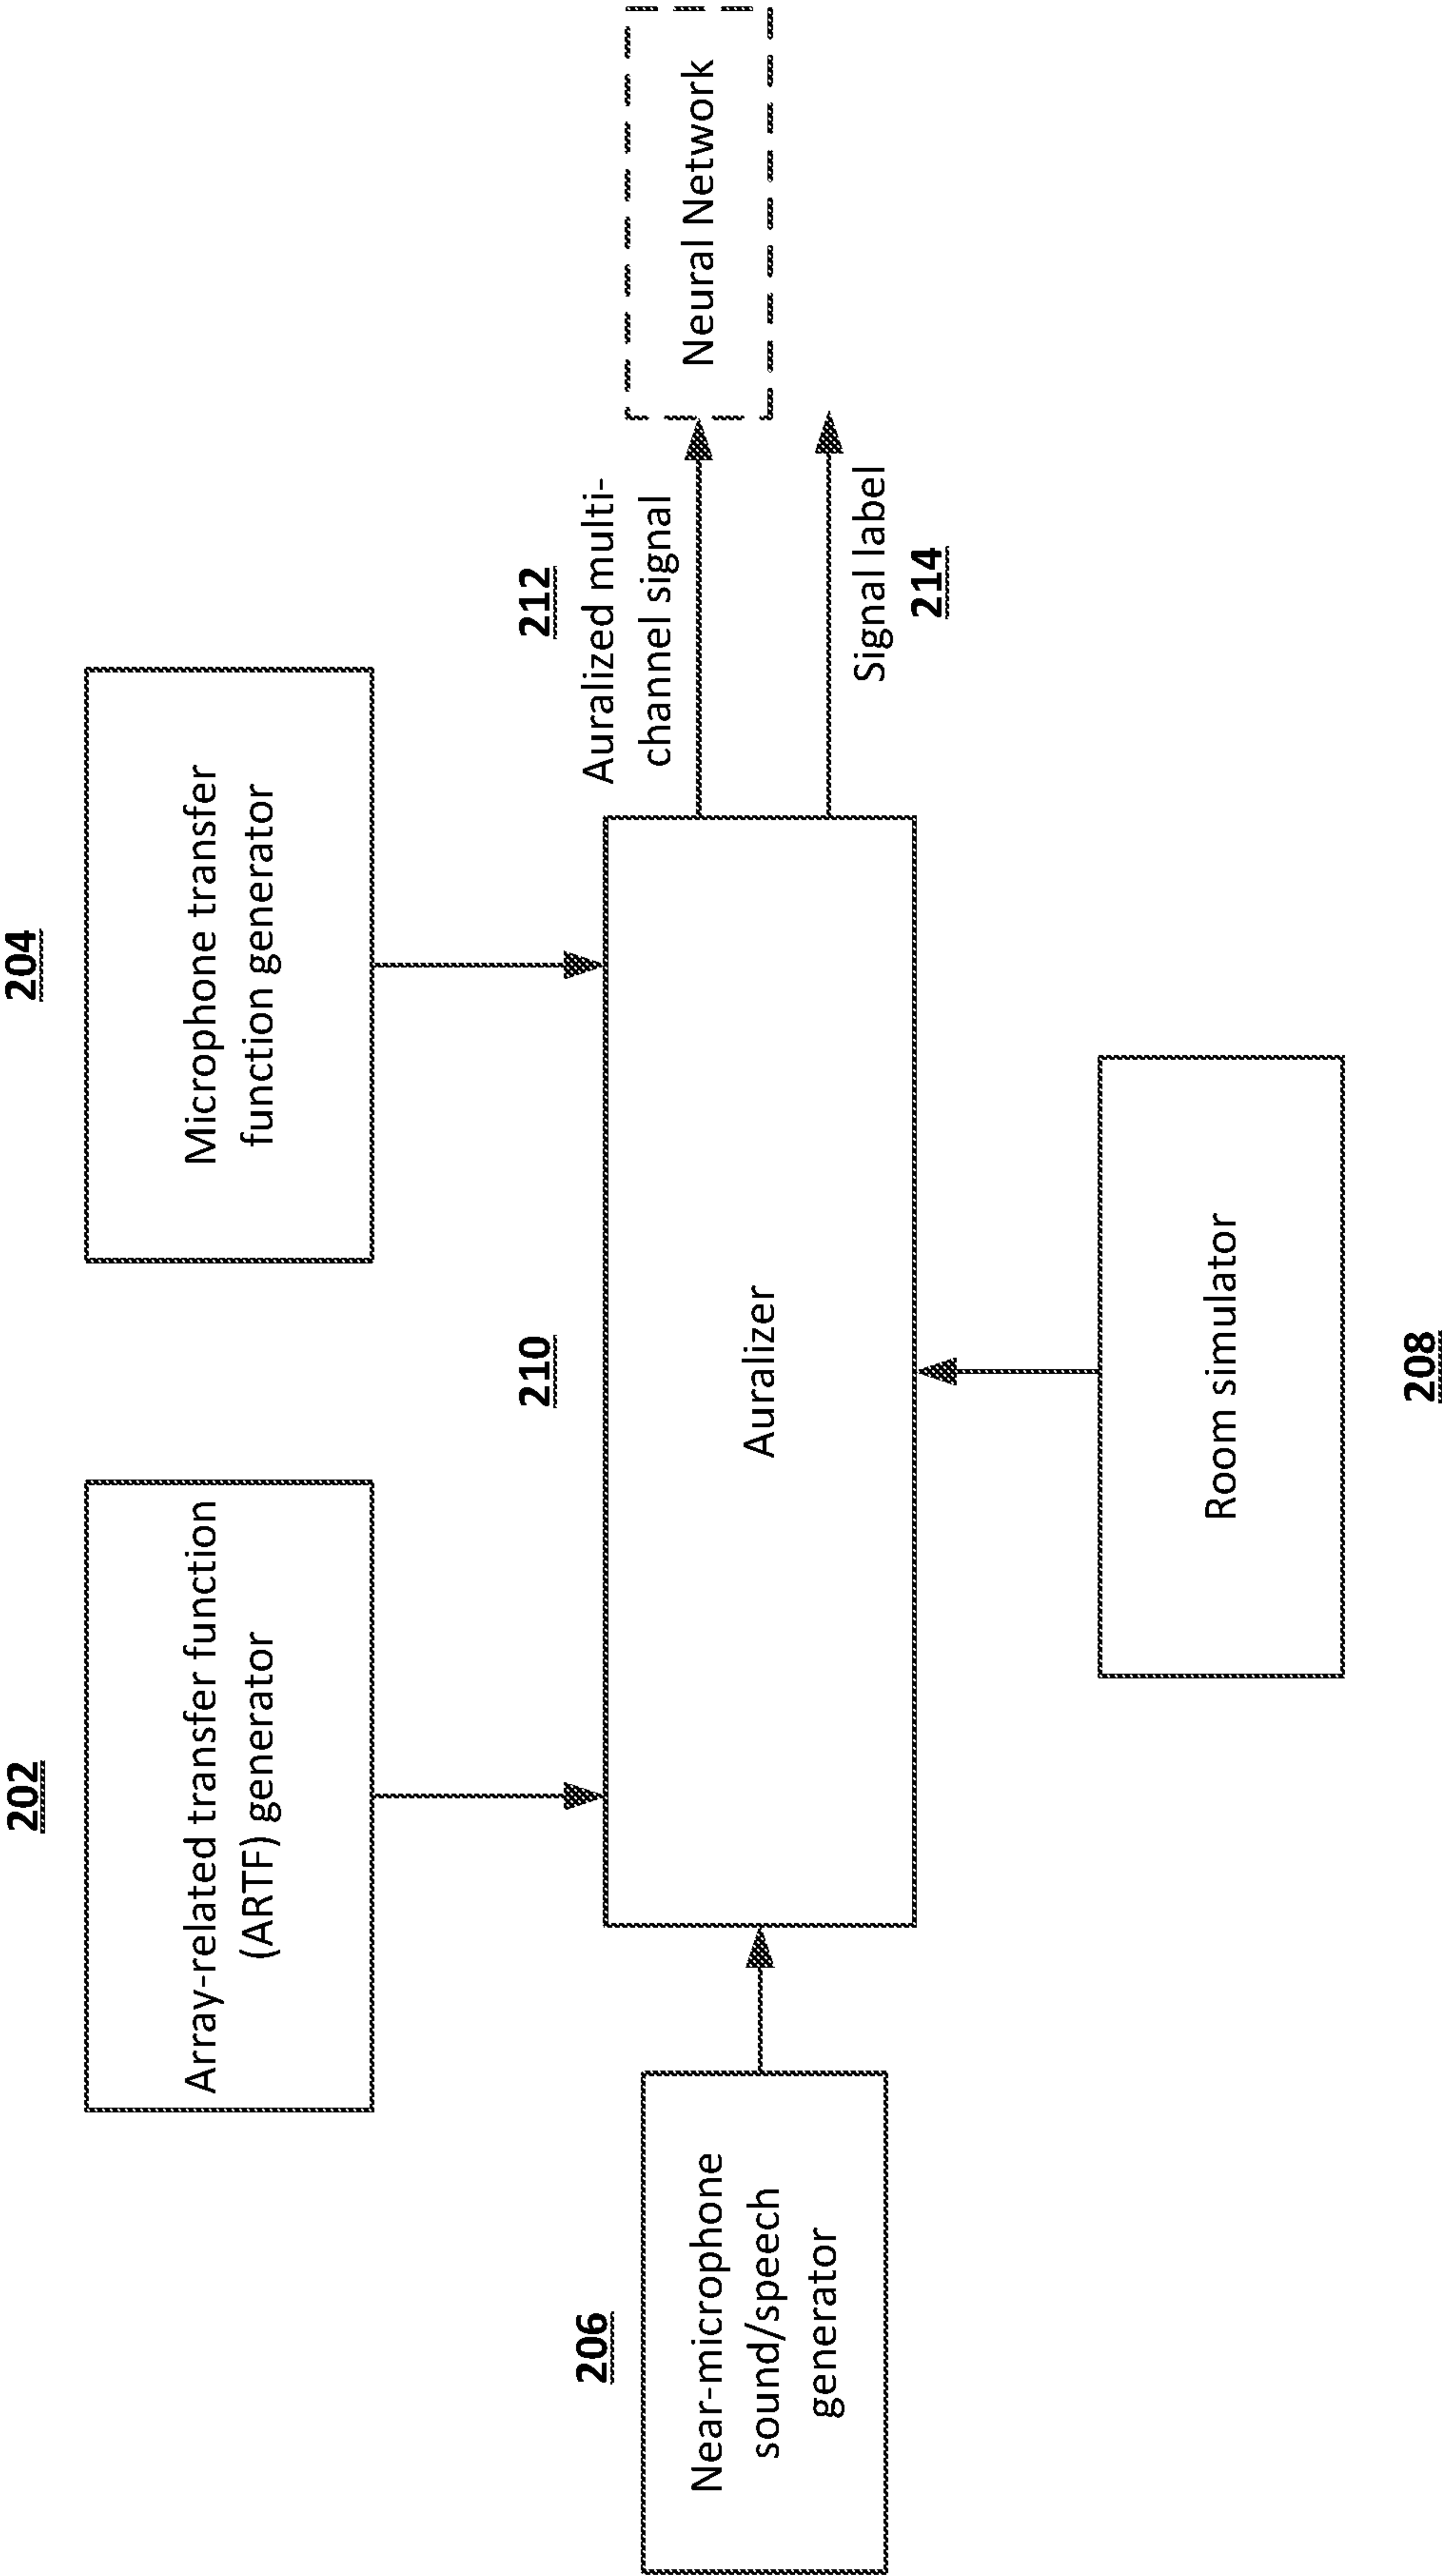 202
Array-related transfer function
(ARTF) generator
204
Microphone transfer
function generator
206
Near-microphone
sound/speech
generator
210
Auralizer
212
Auralized multi-
channel signal
Neural Network
Signal label
214
Room simulator
208